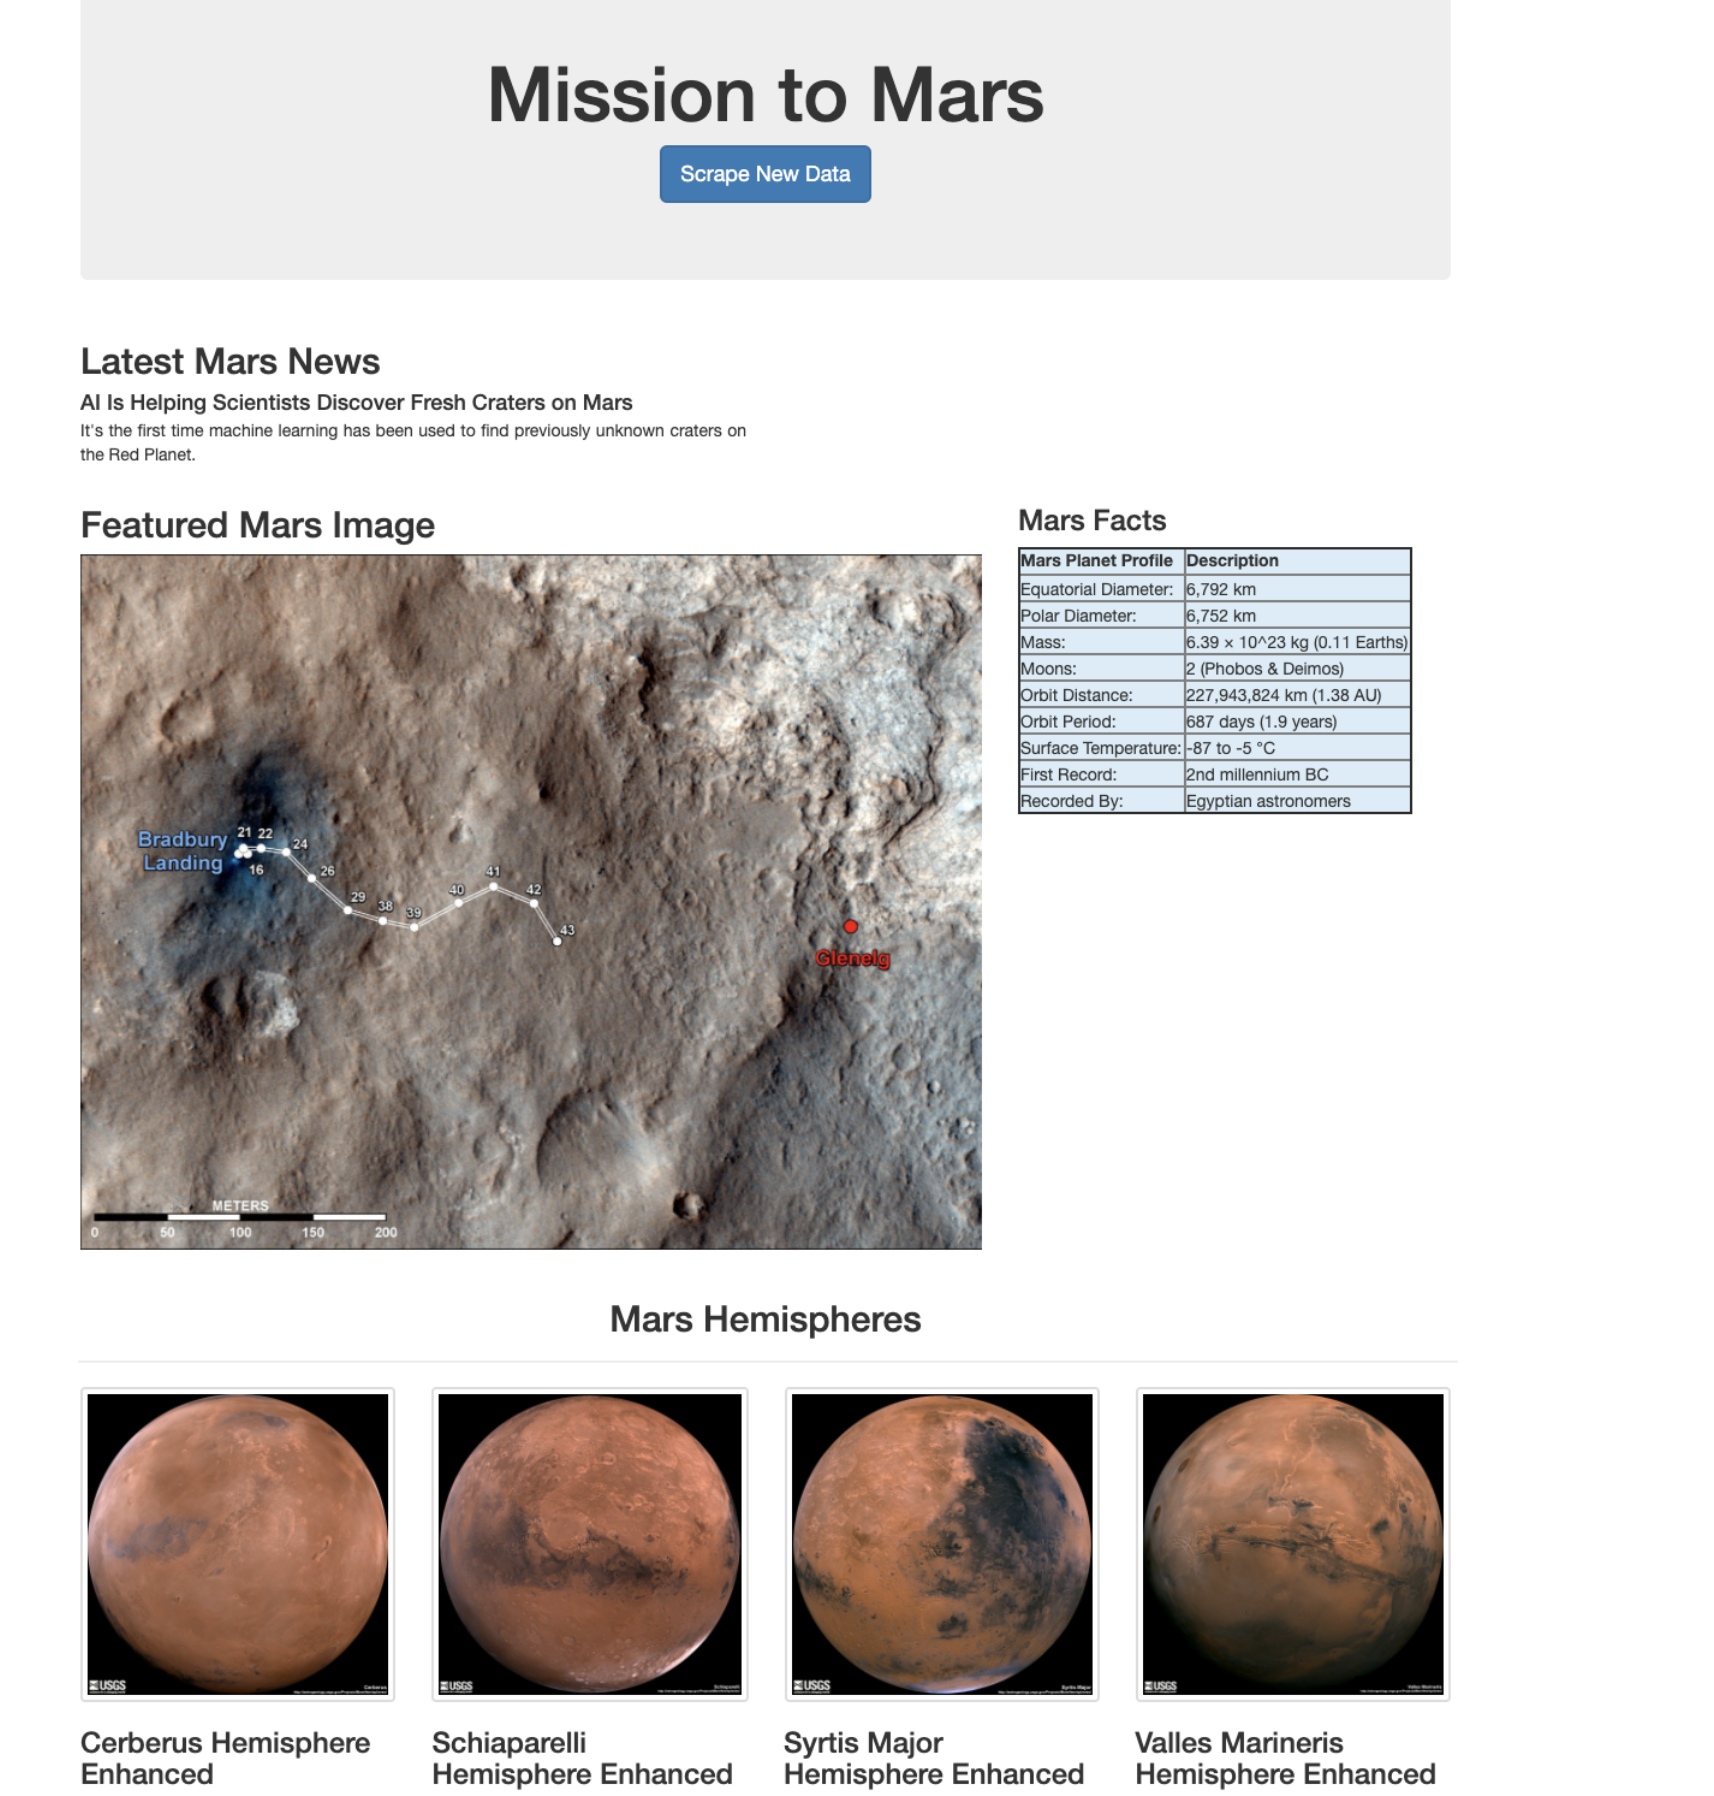 Mission to Mars
Scrape New Data
Latest Mars News
AI Is Helping Scientists Discover Fresh Craters on Mars
It's the first time machine learning has been used to find previously unknown craters on
the Red Planet.
Featured Mars Image
Bradbury
Landing
21 22
24
16
26
29
38
39
40
41
42
43
Glenelg
METERS
0 50 100 150 200
Mars Facts
Mars Planet Profile Description
Equatorial Diameter: 6,792 km
Polar Diameter: 6,752 km
Mass: 6.39 × 10^23 kg (0.11 Earths)
Moons: 2 (Phobos & Deimos)
Orbit Distance: 227,943,824 km (1.38 AU)
Orbit Period: 687 days (1.9 years)
Surface Temperature: -87 to -5 °C
First Record: 2nd millennium BC
Recorded By: Egyptian astronomers
Mars Hemispheres
USGS
Cerberus
USGS
Schiaparelli
USGS
Syrtis Major
USGS
Valles Marineris
Cerberus Hemisphere
Enhanced
Schiaparelli
Hemisphere Enhanced
Syrtis Major
Hemisphere Enhanced
Valles Marineris
Hemisphere Enhanced